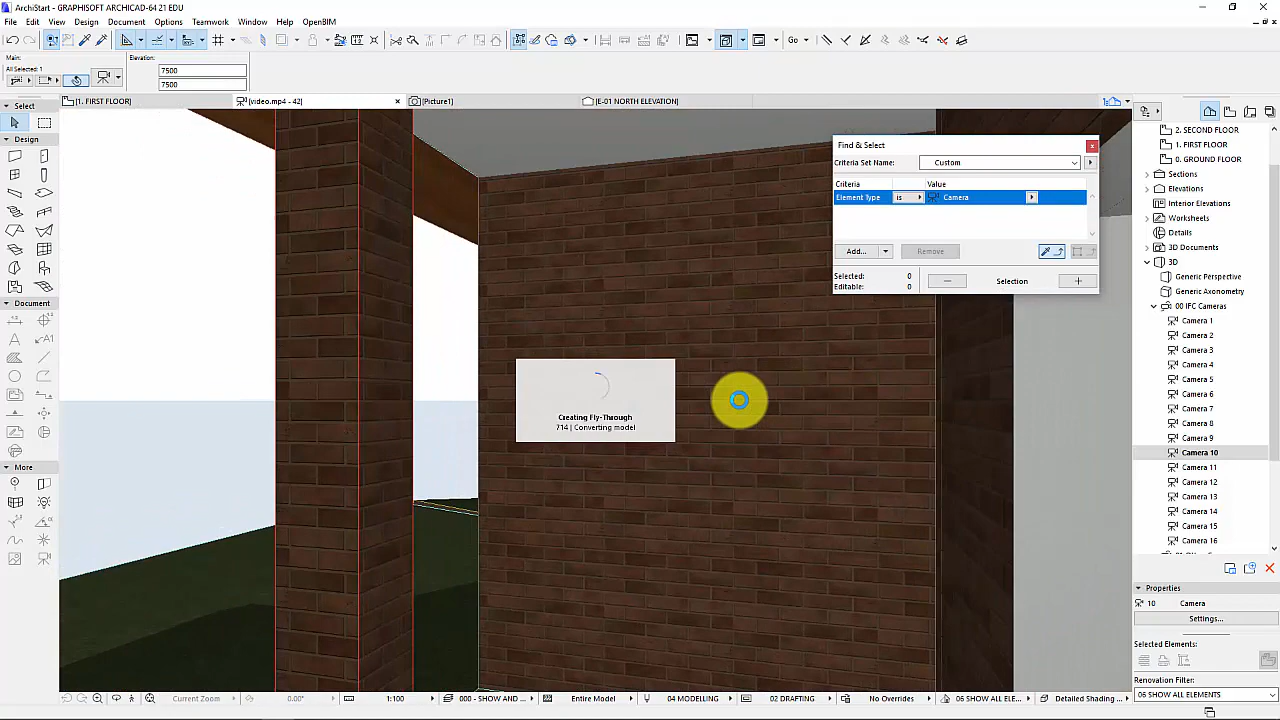 ArchiStart - GRAPHISOFT ARCHICAD-64 21 EDU
File Edit View Design Document Options Teamwork Window Help OpenBIM
Go
Main:
All Selected: 1
Elevation:
7500
7500
[1. FIRST FLOOR]
[video.mp4 - 42]
[Picture1]
[E-01 NORTH ELEVATION]
Select
Design
Document
More
Find & Select
Criteria Set Name:
Custom
Criteria
Value
Element Type
is
Camera
Add...
Remove
Selected:
0
Editable:
0
Selection
Creating Fly-Through
714 | Converting model
2. SECOND FLOOR
1. FIRST FLOOR
0. GROUND FLOOR
Sections
Elevations
Interior Elevations
Worksheets
Details
3D Documents
3D
Generic Perspective
Generic Axonometry
00 IFC Cameras
Camera 1
Camera 2
Camera 3
Camera 4
Camera 5
Camera 6
Camera 7
Camera 8
Camera 9
Camera 10
Camera 11
Camera 12
Camera 13
Camera 14
Camera 15
Camera 16
Properties
10
Camera
Settings...
Selected Elements:
Renovation Filter:
06 SHOW ALL ELEMENTS
Current Zoom
0.00°
1:100
000 - SHOW AND ...
Entire Model
04 MODELLING
02 DRAFTING
No Overrides
06 SHOW ALL ELE...
Detailed Shading ...